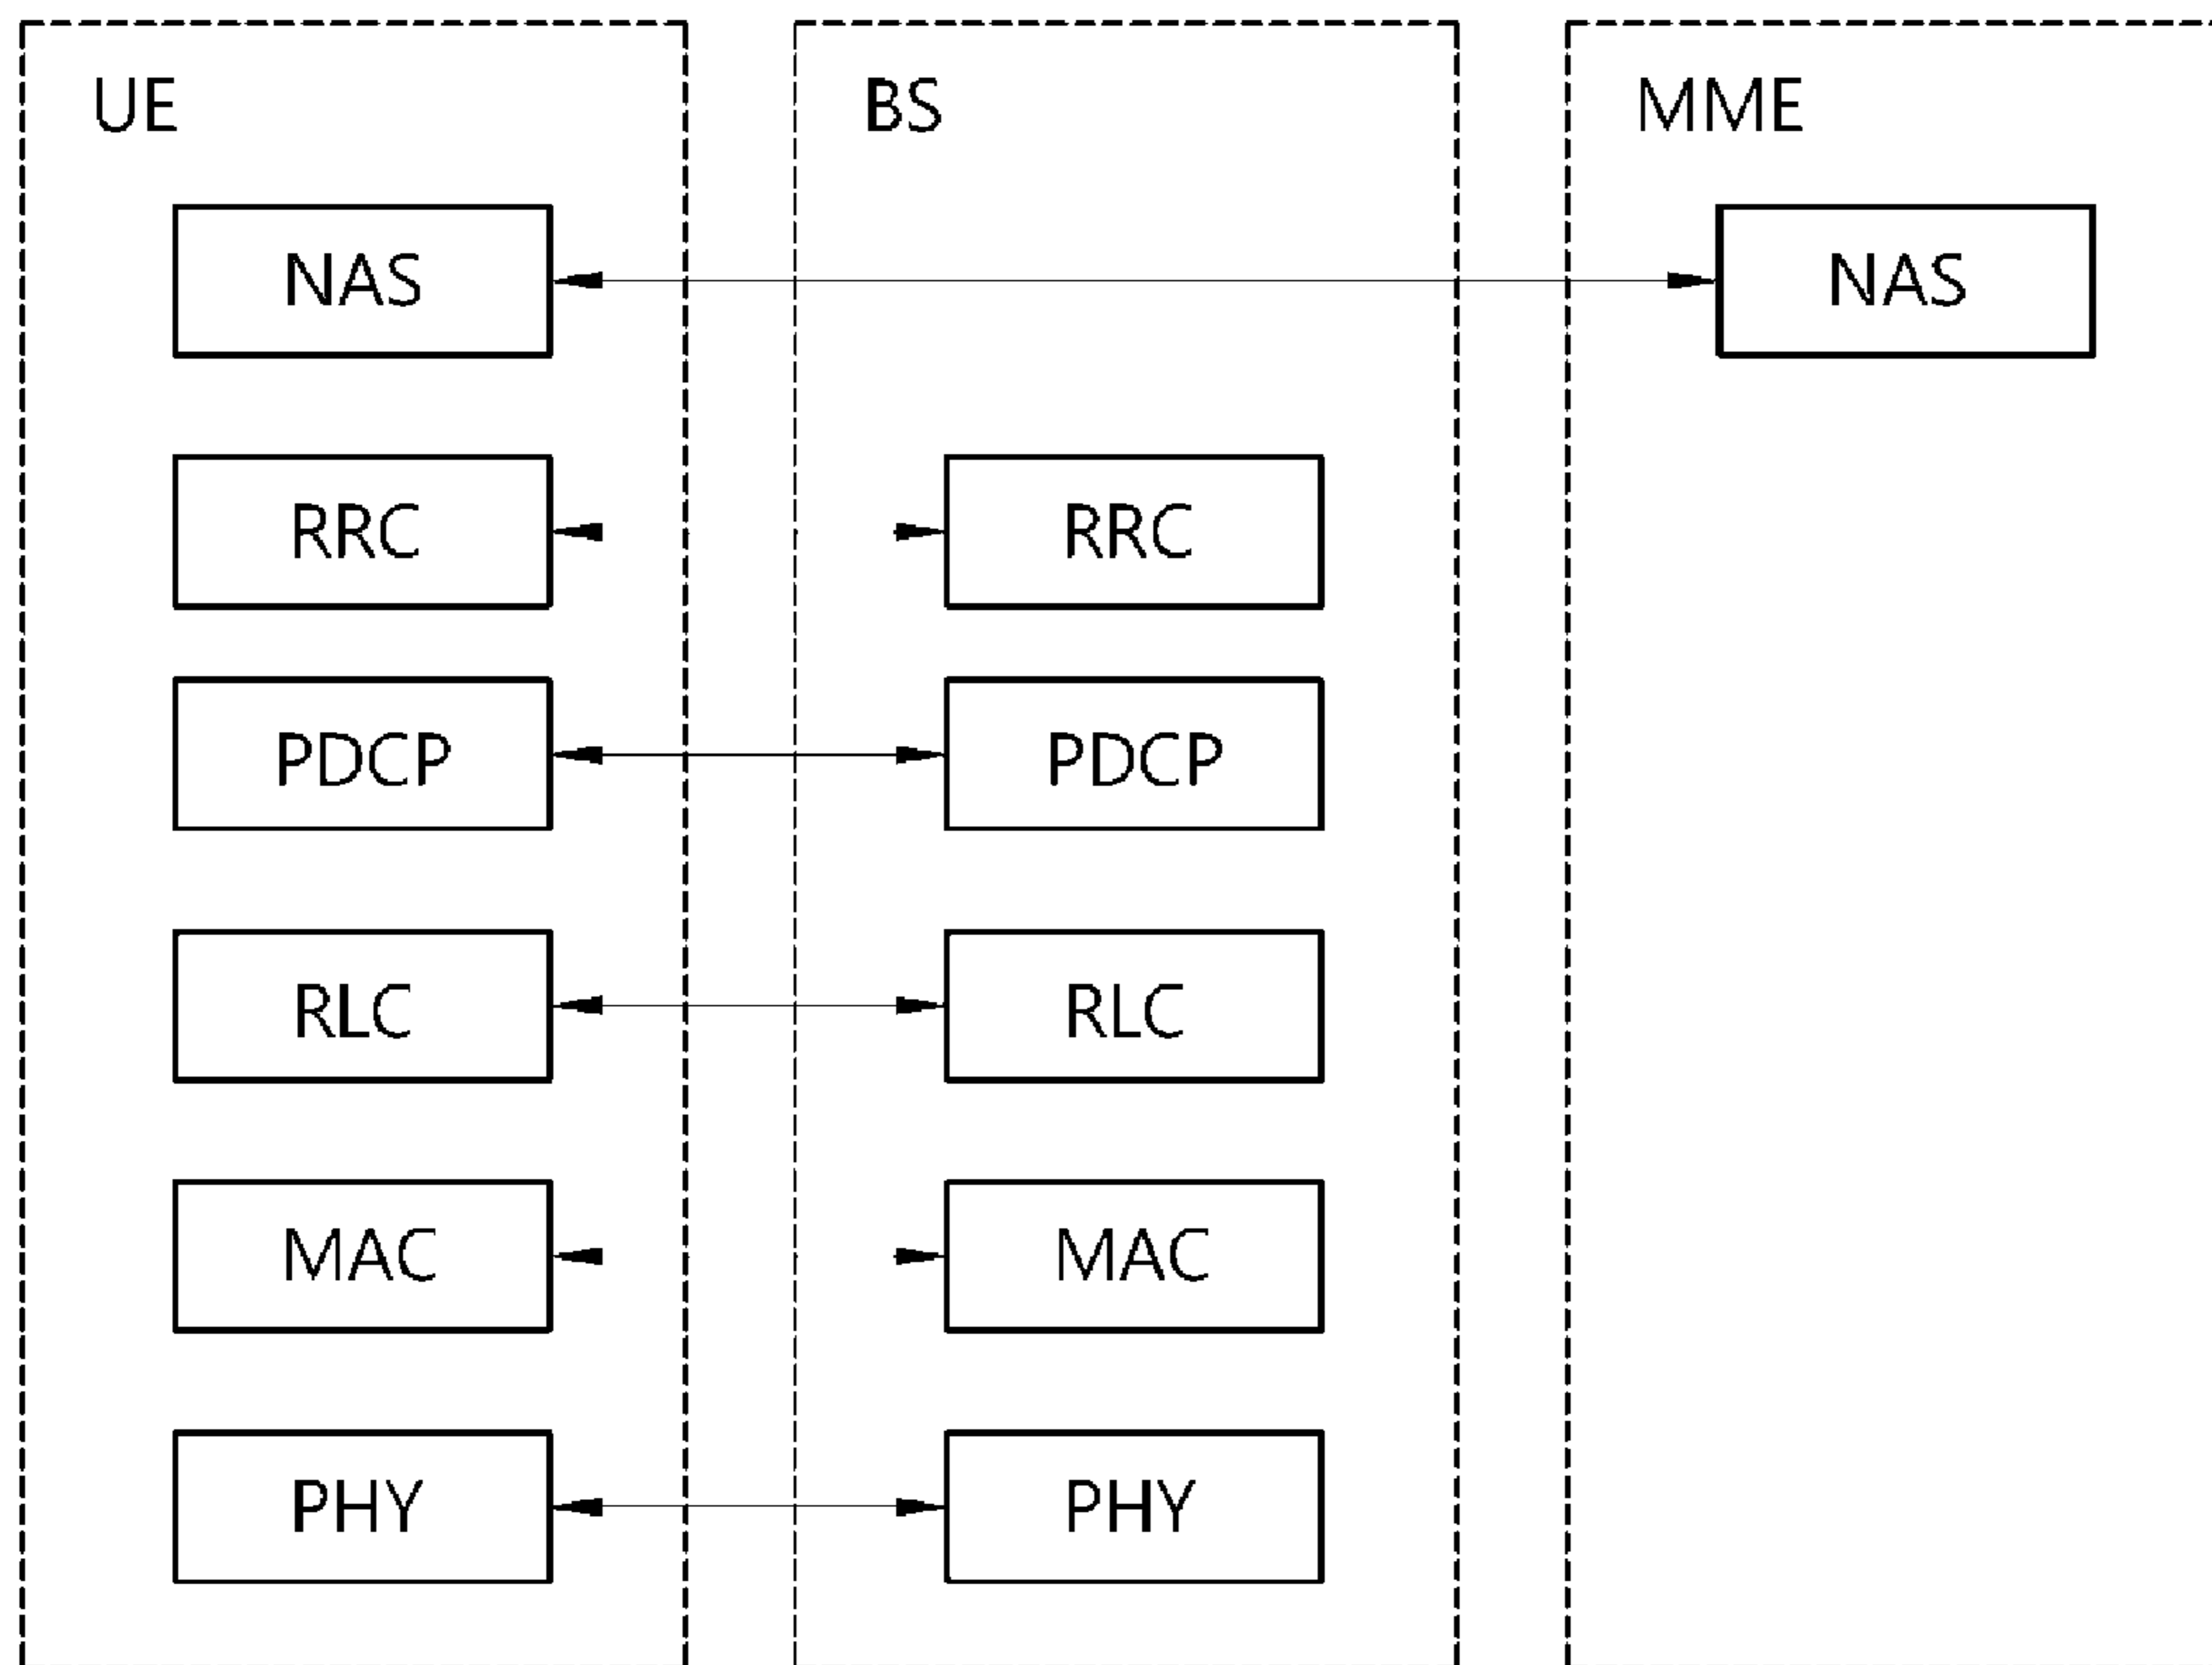 UE BS MME
NAS NAS
RRC RRC
PDCP PDCP
RLC RLC
MAC MAC
PHY PHY